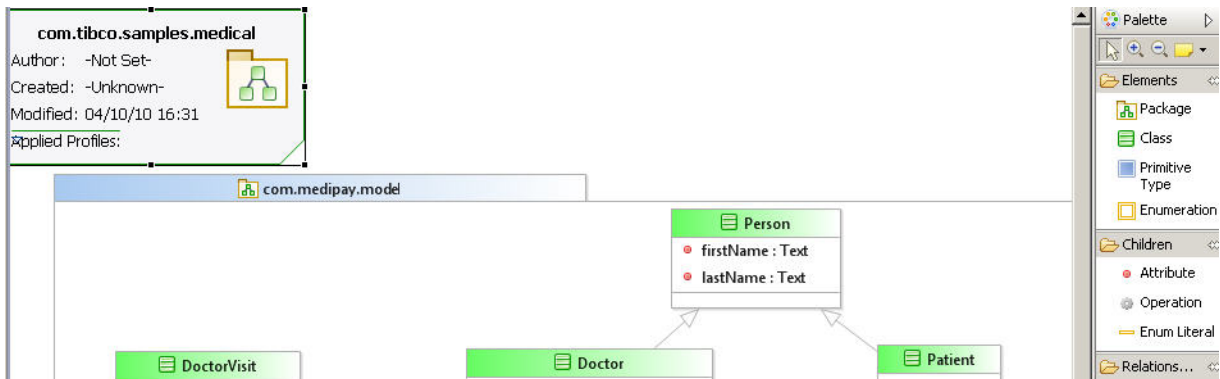 com.tibco.samples.medical
Author: -Not Set-
Created: -Unknown-
Modified: 04/10/10 16:31
Applied Profiles:
com.medipay.model
Person
firstName : Text
lastName : Text
DoctorVisit
Doctor
Patient
Palette
Elements
Package
Class
Primitive
Type
Enumeration
Children
Attribute
Operation
Enum Literal
Relations...